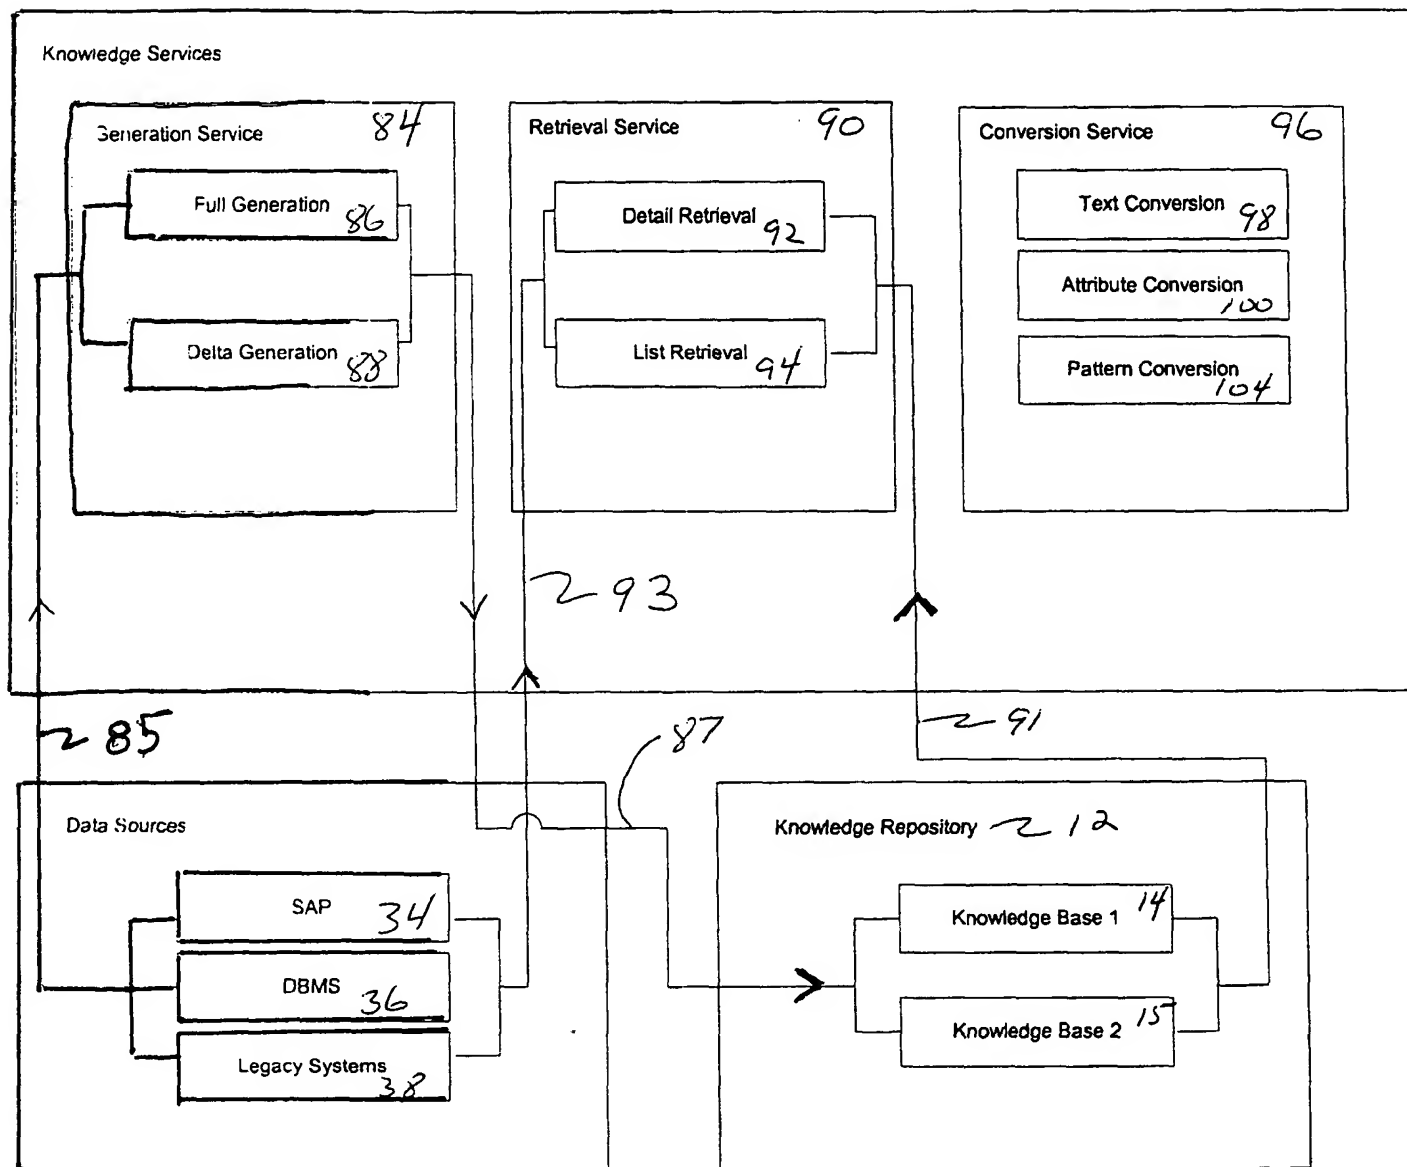 Knowledge Services
Generation Service 84
Full Generation 86
Delta Generation 88
Retrieval Service 90
Detail Retrieval 92
List Retrieval 94
Conversion Service 96
Text Conversion 98
Attribute Conversion 100
Pattern Conversion 104
93
85
87
91
Data Sources
SAP 34
DBMS 36
Legacy Systems 38
Knowledge Repository 12
Knowledge Base 1 14
Knowledge Base 2 15